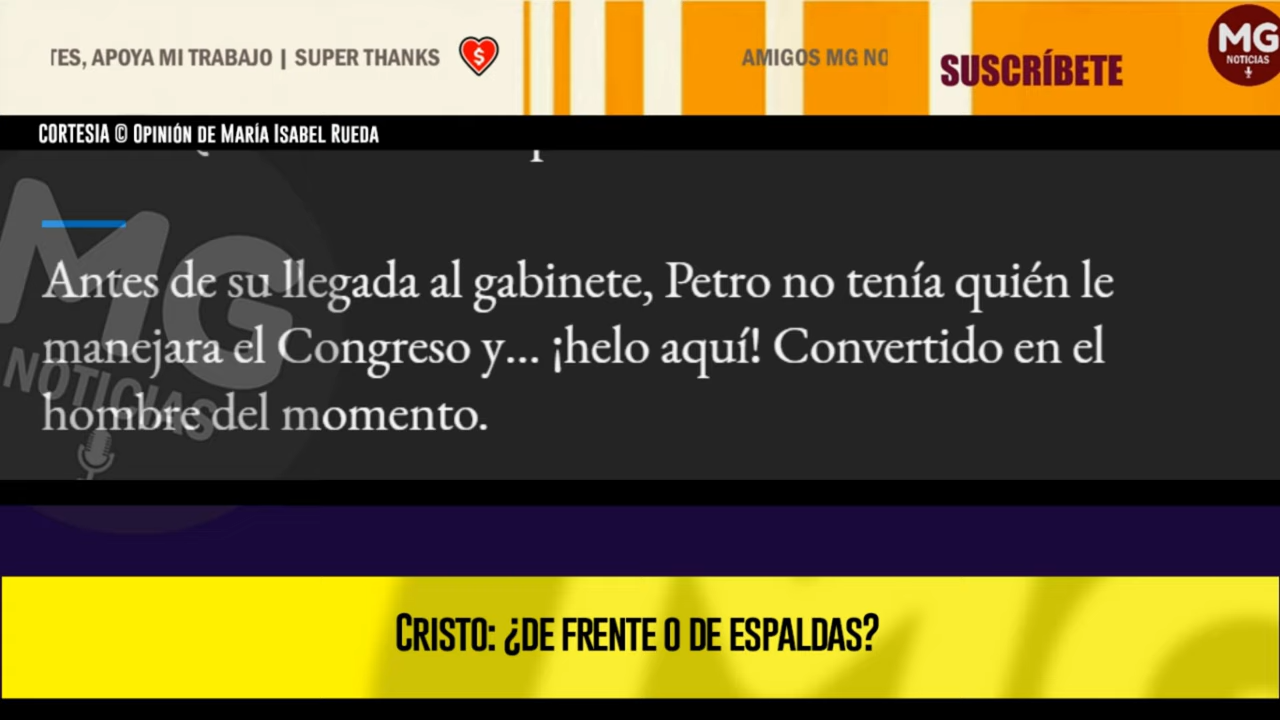 TES, APOYA MI TRABAJO | SUPER THANKS
$
AMIGOS MG NO
SUSCRÍBETE
MG
NOTICIAS
CORTESIA © OPINIÓN DE MARÍA ISABEL RUEDA
MG
NOTICIAS
Antes de su llegada al gabinete, Petro no tenía quién le
manejara el Congreso y... ¡helo aquí! Convertido en el
hombre del momento.
CRISTO: ¿DE FRENTE O DE ESPALDAS?